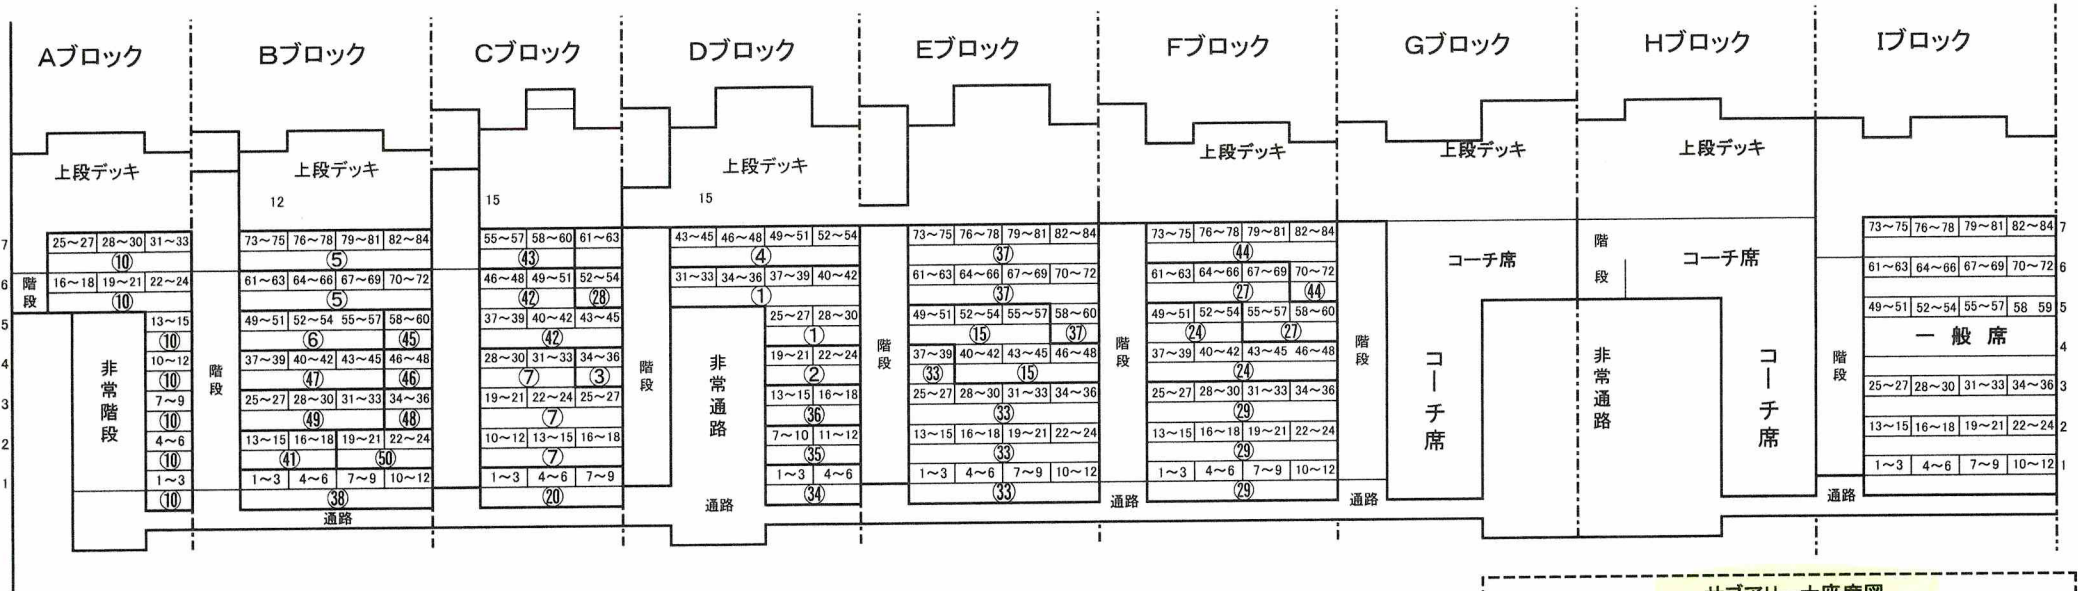 Aブロック Bブロック Cブロック Dブロック Eブロック Fブロック Gブロック Hブロック Iブロック
上段デッキ 上段デッキ 上段デッキ 上段デッキ 上段デッキ 上段デッキ
12 15 15
7 25～27 28～30 31～33 73～75 76～78 79～81 82～84 55～57 58～60 61～63 43～45 46～48 49～51 52～54 73～75 76～78 79～81 82～84 73～75 76～78 79～81 82～84 階 73～75 76～78 79～81 82～84 7
⑩ ⑤ ㊸ ④ ㊲ ㊹ コーチ席 コーチ席
6 階 16～18 19～21 22～24 61～63 64～66 67～69 70～72 46～48 49～51 52～54 31～33 34～36 37～39 40～42 61～63 64～66 67～69 70～72 61～63 64～66 67～69 70～72 段 61～63 64～66 67～69 70～72 6
段 ⑩ ⑤ ㊷ ㉘ ① ㊲ ㉗ ㊹
5 13～15 49～51 52～54 55～57 58～60 37～39 40～42 43～45 25～27 28～30 49～51 52～54 55～57 58～60 49～51 52～54 55～57 58～60 49～51 52～54 55～57 58 59 5
⑩ ⑥ ㊺ ㊷ ① ⑮ ㊲ ㉔ ㉗ 一般席
4 10～12 37～39 40～42 43～45 46～48 28～30 31～33 34～36 19～21 22～24 37～39 40～42 43～45 46～48 37～39 40～42 43～45 46～48 4
⑩ ㊼ ㊻ ⑦ ③ ② ㉝ ⑮ ㉔
非常階段 階段 階段 非常通路 階段 階段 階段 コーチ席 非常通路 コーチ席 階段
3 7～9 25～27 28～30 31～33 34～36 19～21 22～24 25～27 13～15 16～18 25～27 28～30 31～33 34～36 25～27 28～30 31～33 34～36 25～27 28～30 31～33 34～36 3
⑩ ㊾ ㊽ ⑦ ㊱ ㉝ ㉙
2 4～6 13～15 16～18 19～21 22～24 10～12 13～15 16～18 7～10 11～12 13～15 16～18 19～21 22～24 13～15 16～18 19～21 22～24 13～15 16～18 19～21 22～24 2
⑩ ㊶ ㊿ ⑦ ㉟ ㉝ ㉙
1 1～3 1～3 4～6 7～9 10～12 1～3 4～6 7～9 1～3 4～6 1～3 4～6 7～9 10～12 1～3 4～6 7～9 10～12 1～3 4～6 7～9 10～12 1
⑩ ㊳ ⑳ ㉞ ㉝ ㉙
通路 通路 通路 通路 通路